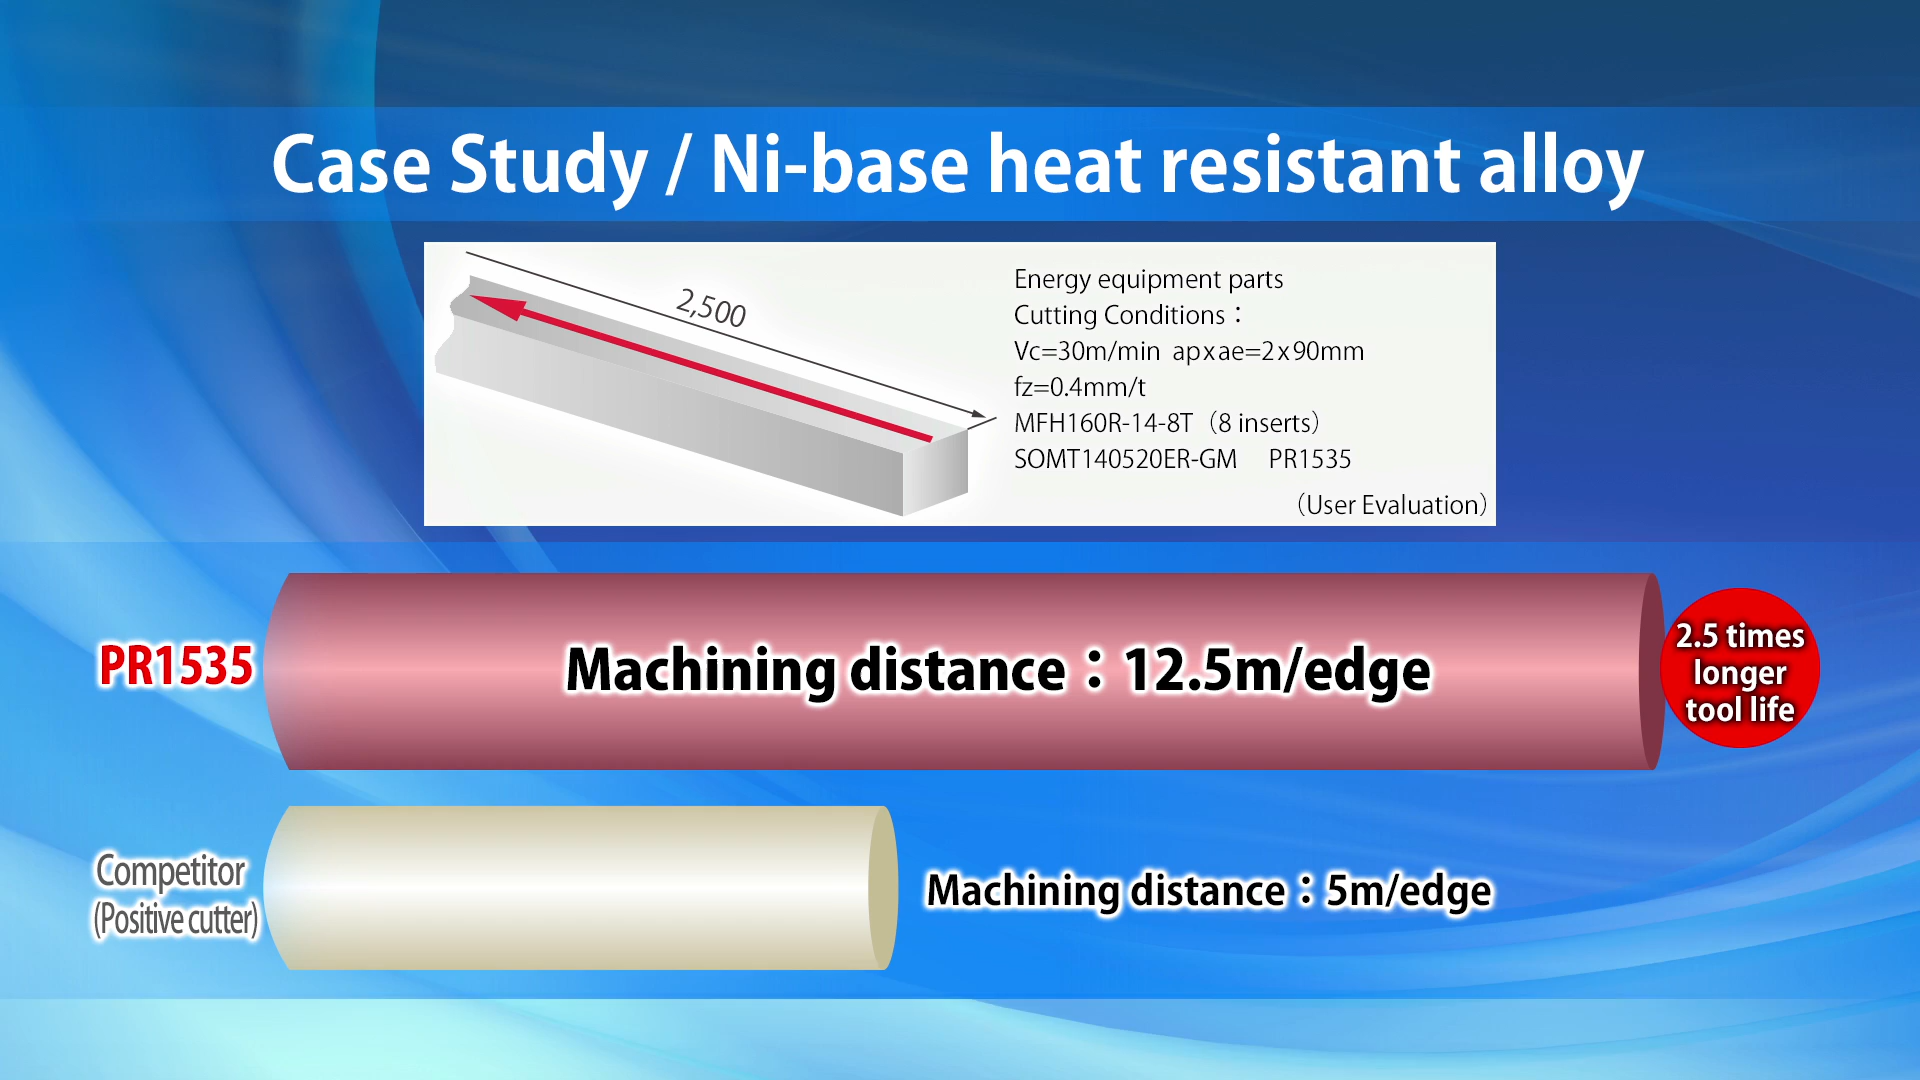 Case Study / Ni-base heat resistant alloy
2,500
Energy equipment parts
Cutting Conditions：
Vc=30m/min apxae=2x90mm
fz=0.4mm/t
MFH160R-14-8T（8 inserts）
SOMT140520ER-GM PR1535
（User Evaluation）
PR1535
Machining distance：12.5m/edge
2.5 times
longer
tool life
Competitor
(Positive cutter)
Machining distance：5m/edge